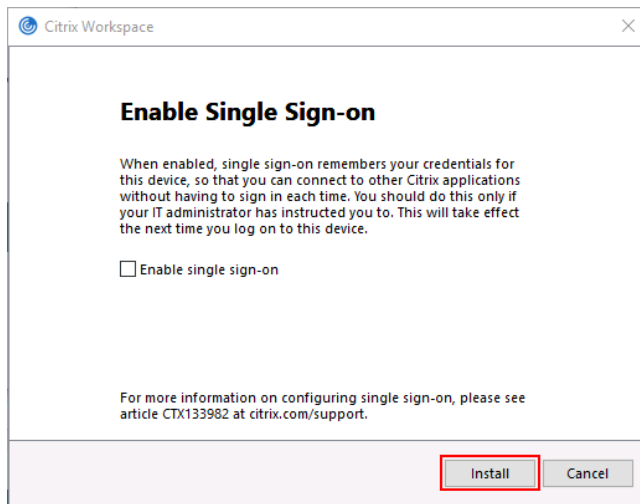 Citrix Workspace
Enable Single Sign-on
When enabled, single sign-on remembers your credentials for
this device, so that you can connect to other Citrix applications
without having to sign in each time. You should do this only if
your IT administrator has instructed you to. This will take effect
the next time you log on to this device.
Enable single sign-on
For more information on configuring single sign-on, please see
article CTX133982 at citrix.com/support.
Install
Cancel